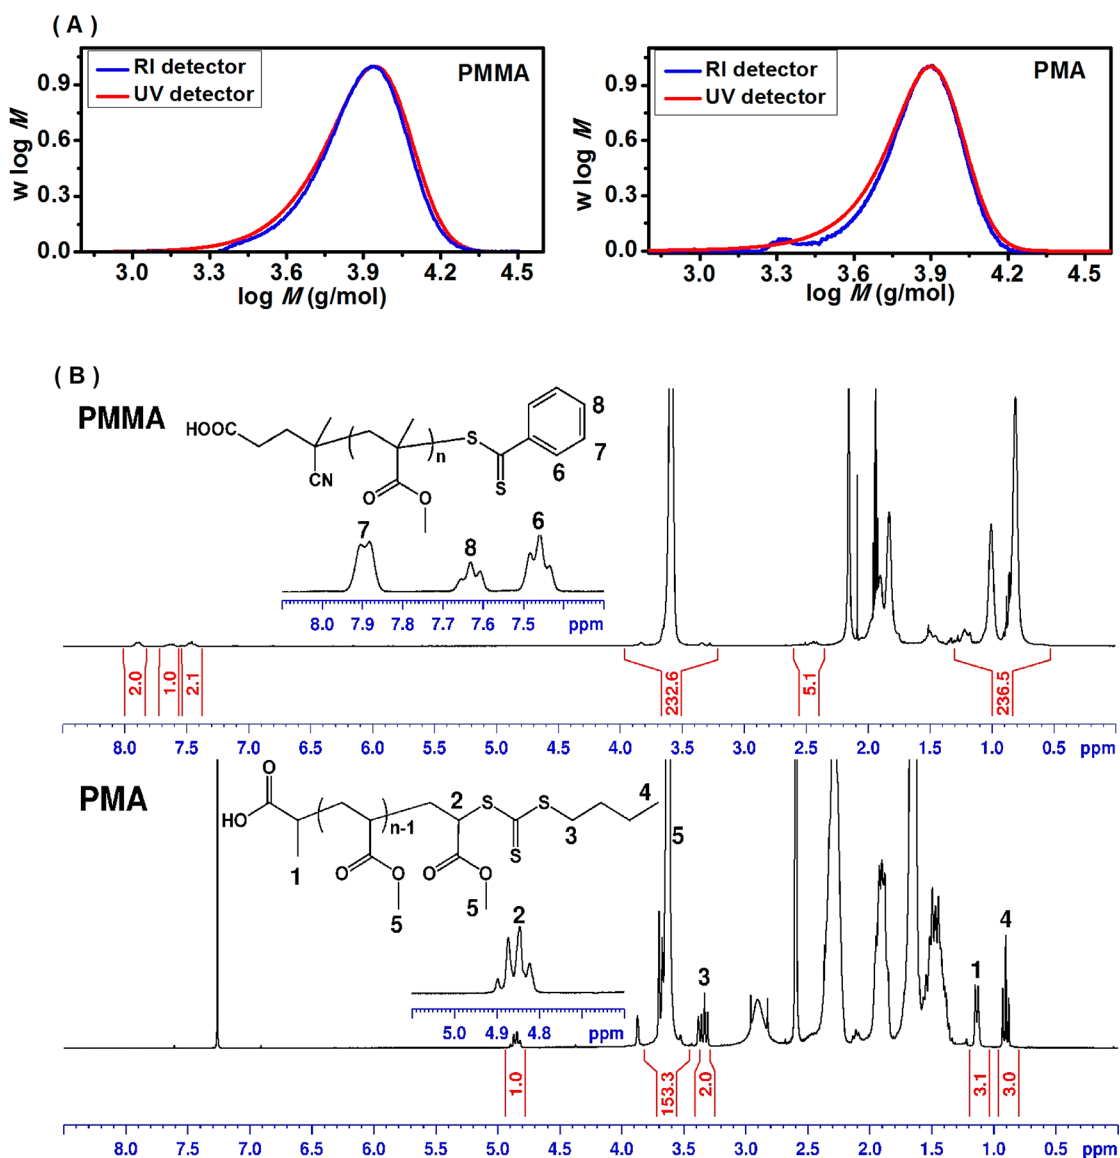 ( A )
RI detector
UV detector
PMMA
w log M
0.9
0.6
0.3
0.0
3.0 3.3 3.6 3.9 4.2 4.5
log M (g/mol)
RI detector
UV detector
PMA
w log M
0.9
0.6
0.3
0.0
3.0 3.3 3.6 3.9 4.2 4.5
log M (g/mol)
( B )
PMMA
HOOC
CN
n
O
O
S
S
8
7
6
7
8
6
8.0 7.9 7.8 7.7 7.6 7.5 ppm
2.0 1.0 2.1 232.6 5.1 236.5
8.0 7.5 7.0 6.5 6.0 5.5 5.0 4.5 4.0 3.5 3.0 2.5 2.0 1.5 1.0 0.5 ppm
PMA
O
HO
1
n-1
O
O
5
2
O
O
5
S
S
S
3
4
2
5.0 4.9 4.8 ppm
5
3
1
4
1.0 153.3 2.0 3.1 3.0
8.0 7.5 7.0 6.5 6.0 5.5 5.0 4.5 4.0 3.5 3.0 2.5 2.0 1.5 1.0 0.5 ppm